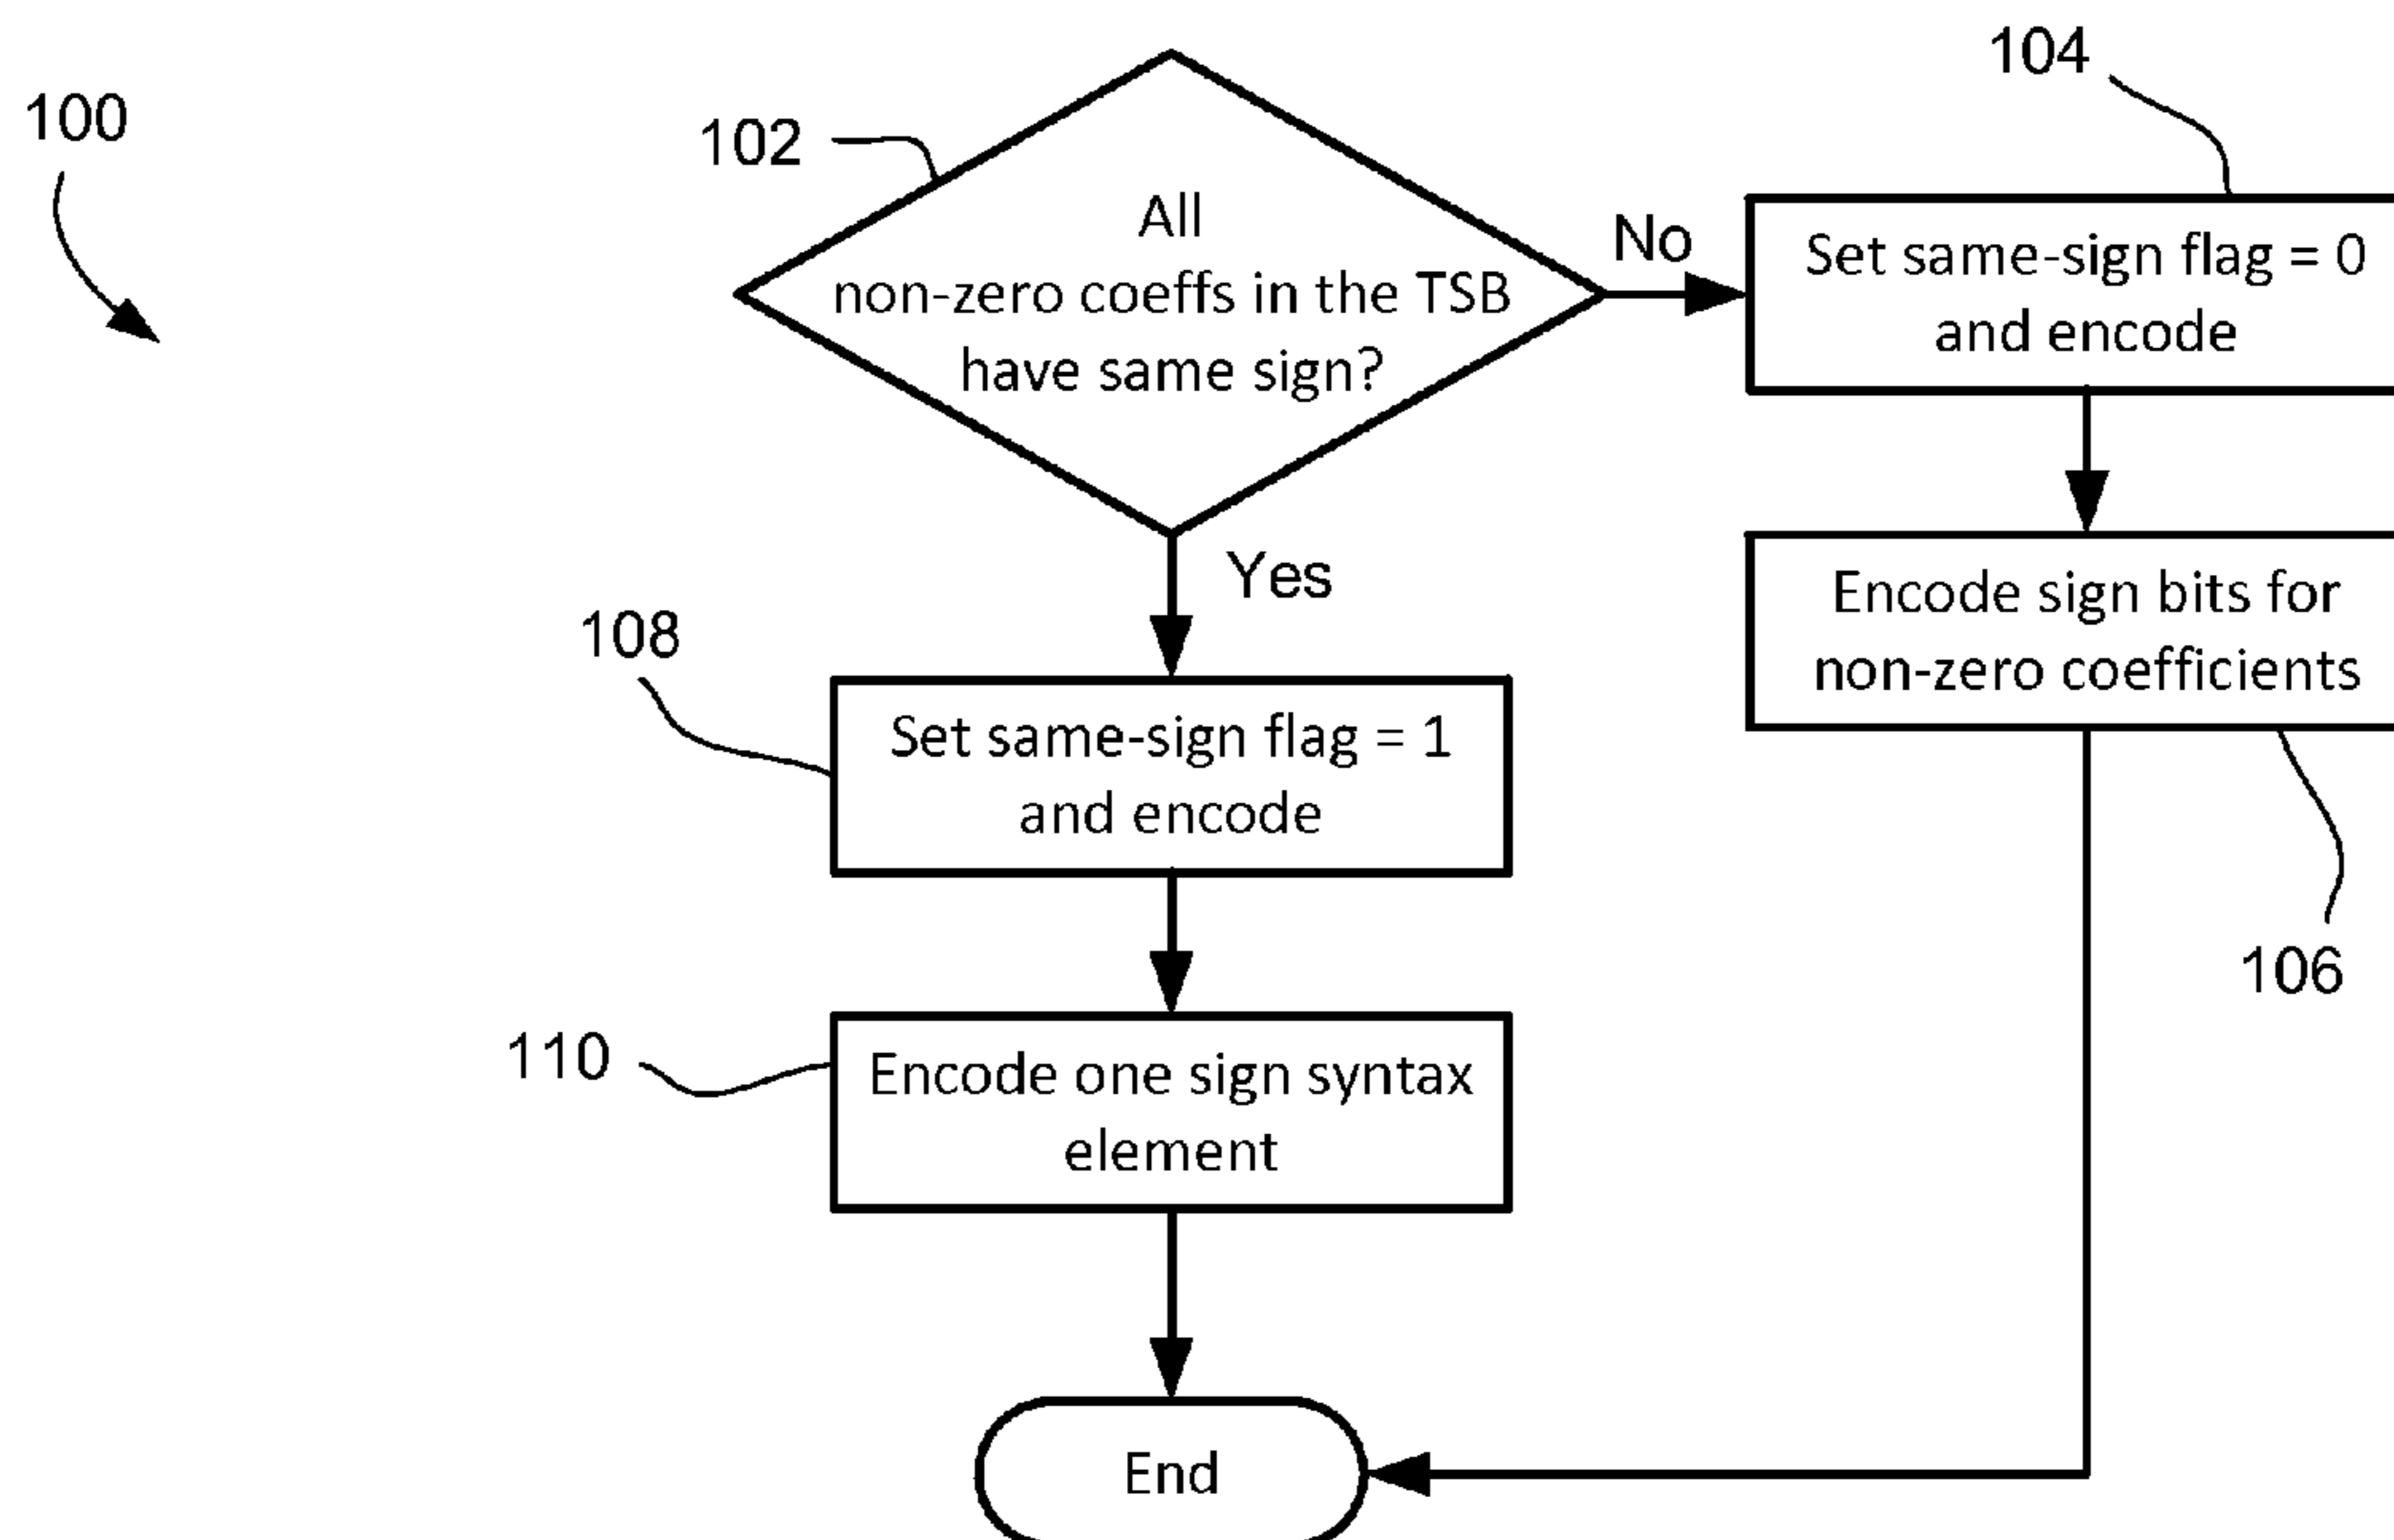 100
102
All
non-zero coeffs in the TSB
have same sign?
No
104
Set same-sign flag = 0
and encode
Yes
Encode sign bits for
non-zero coefficients
106
108
Set same-sign flag = 1
and encode
110
Encode one sign syntax
element
End